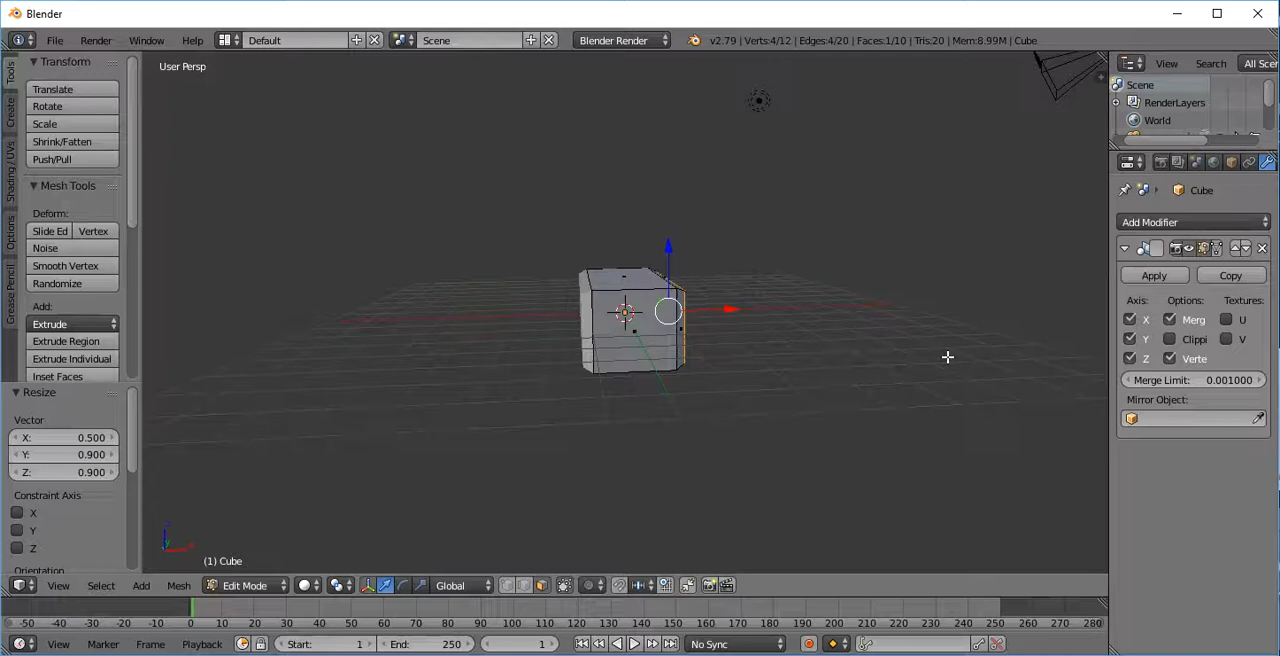 Blender
File Render Window Help Default Scene Blender Render v2.79 | Verts:4/12 | Edges:4/20 | Faces:1/10 | Tris:20 | Mem:8.99M | Cube
Tools
Create
Shading / UVs
Options
Grease Pencil
Transform
Translate
Rotate
Scale
Shrink/Fatten
Push/Pull
Mesh Tools
Deform:
Slide Ed Vertex
Noise
Smooth Vertex
Randomize
Add:
Extrude
Extrude Region
Extrude Individual
Inset Faces
Resize
Vector
X: 0.500
Y: 0.900
Z: 0.900
Constraint Axis
X
Y
Z
Orientation
User Persp
(1) Cube
View Search All Scen
Scene
RenderLayers
World
Cube
Add Modifier
Apply Copy
Axis: Options: Textures:
X Merg U
Y Clippi V
Z Verte
Merge Limit: 0.001000
Mirror Object:
View Select Add Mesh Edit Mode Global
-50 -40 -30 -20 -10 0 10 20 30 40 50 60 70 80 90 100 110 120 130 140 150 160 170 180 190 200 210 220 230 240 250 260 270 280
View Marker Frame Playback Start: 1 End: 250 1 No Sync